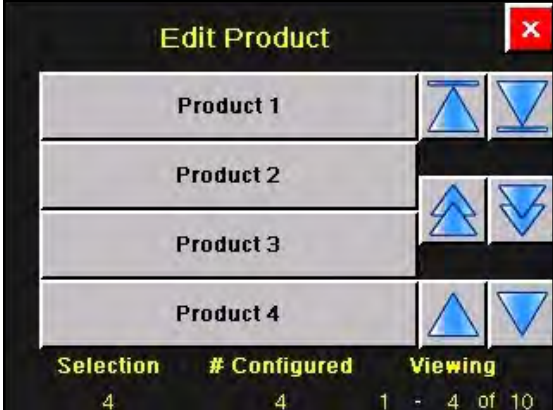 Edit Product
x
Product 1
Product 2
Product 3
Product 4
Selection # Configured Viewing
4 4 1 - 4 of 10